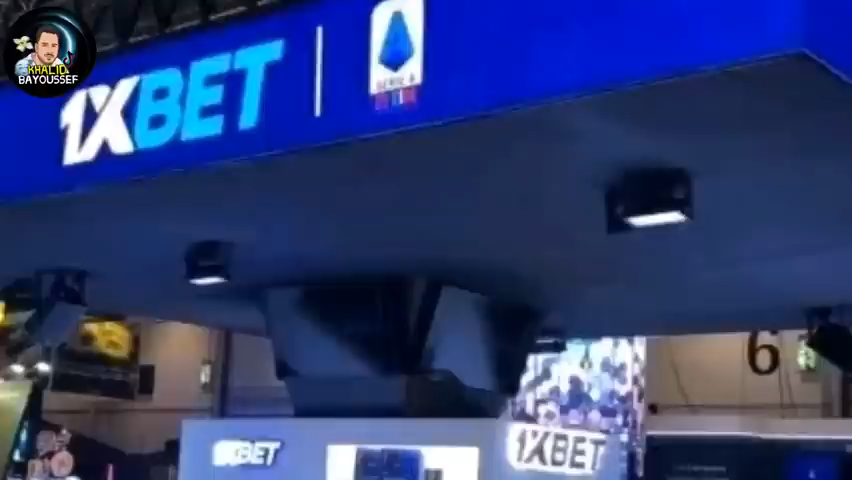 KHALID
BAYOUSSEF
1XBET
SERIE A
6
1XBET
1XBET